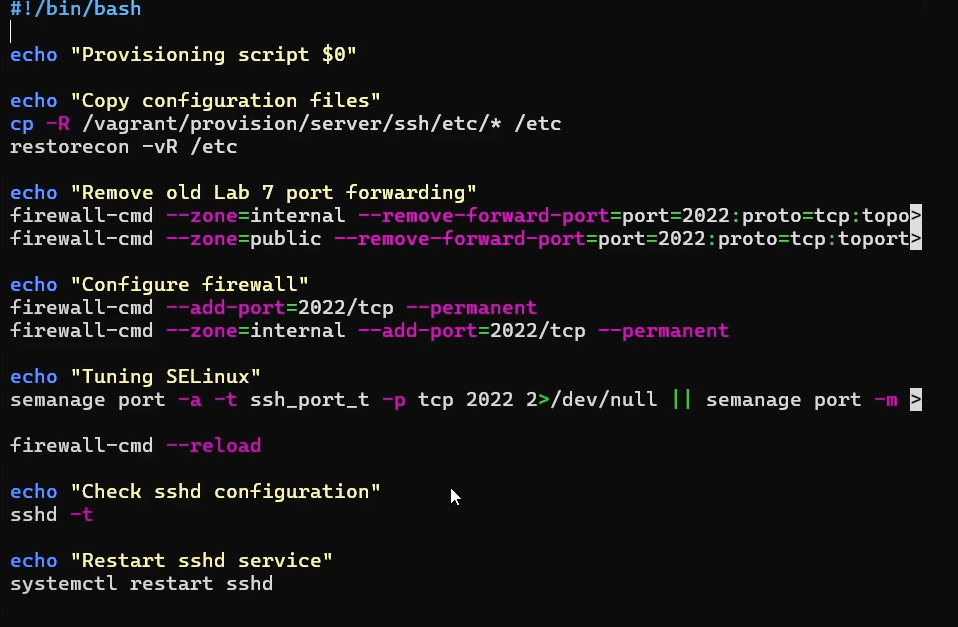 #!/bin/bash
echo "Provisioning script $0"
echo "Copy configuration files"
cp -R /vagrant/provision/server/ssh/etc/* /etc
restorecon -vR /etc
echo "Remove old Lab 7 port forwarding"
firewall-cmd --zone=internal --remove-forward-port=port=2022:proto=tcp:topo>
firewall-cmd --zone=public --remove-forward-port=port=2022:proto=tcp:toport>
echo "Configure firewall"
firewall-cmd --add-port=2022/tcp --permanent
firewall-cmd --zone=internal --add-port=2022/tcp --permanent
echo "Tuning SELinux"
semanage port -a -t ssh_port_t -p tcp 2022 2>/dev/null || semanage port -m >
firewall-cmd --reload
echo "Check sshd configuration"
sshd -t
echo "Restart sshd service"
systemctl restart sshd